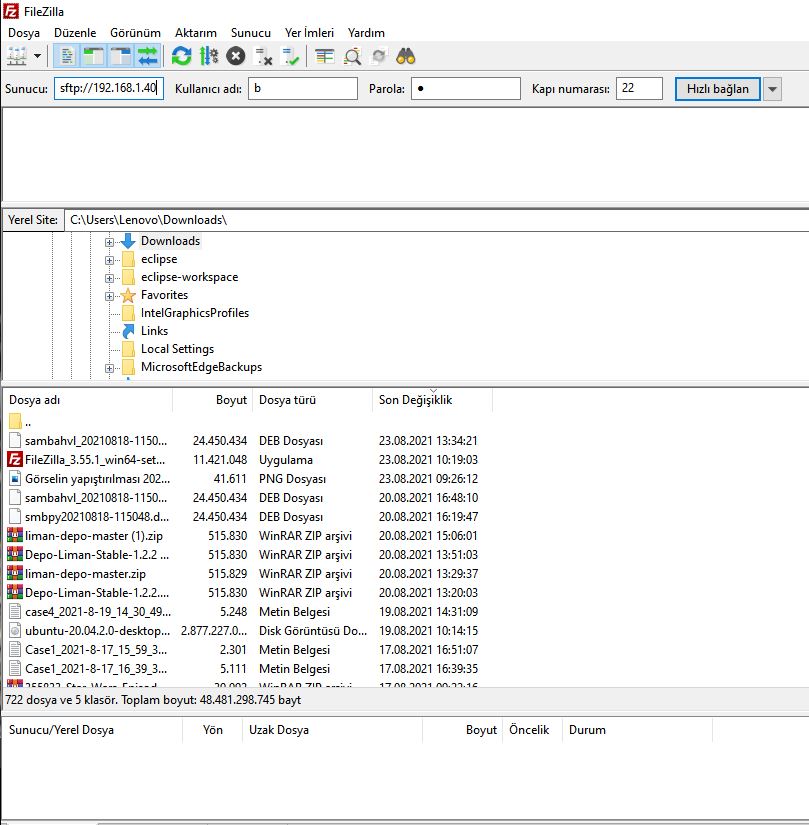 FileZilla
Dosya Düzenle Görünüm Aktarım Sunucu Yer İmleri Yardım
Sunucu: sftp://192.168.1.40 Kullanıcı adı: b Parola: ● Kapı numarası: 22 Hızlı bağlan
Yerel Site: C:\Users\Lenovo\Downloads\
Downloads
eclipse
eclipse-workspace
Favorites
IntelGraphicsProfiles
Links
Local Settings
MicrosoftEdgeBackups
Dosya adı Boyut Dosya türü Son Değişiklik
..
sambahvl_20210818-1150... 24.450.434 DEB Dosyası 23.08.2021 13:34:21
FileZilla_3.55.1_win64-set... 11.421.048 Uygulama 23.08.2021 10:19:03
Görselin yapıştırılması 202... 41.611 PNG Dosyası 23.08.2021 09:26:12
sambahvl_20210818-1150... 24.450.434 DEB Dosyası 20.08.2021 16:48:10
smbpy20210818-115048.d... 24.450.434 DEB Dosyası 20.08.2021 16:19:47
liman-depo-master (1).zip 515.830 WinRAR ZIP arşivi 20.08.2021 15:06:01
Depo-Liman-Stable-1.2.2 ... 515.830 WinRAR ZIP arşivi 20.08.2021 13:51:03
liman-depo-master.zip 515.829 WinRAR ZIP arşivi 20.08.2021 13:29:37
Depo-Liman-Stable-1.2.2.... 515.830 WinRAR ZIP arşivi 20.08.2021 13:20:03
case4_2021-8-19_14_30_49... 5.248 Metin Belgesi 19.08.2021 14:31:09
ubuntu-20.04.2.0-desktop... 2.877.227.0... Disk Görüntüsü Do... 19.08.2021 10:14:15
Case1_2021-8-17_15_59_3... 2.301 Metin Belgesi 17.08.2021 16:51:07
Case1_2021-8-17_16_39_3... 5.111 Metin Belgesi 17.08.2021 16:39:35
WinRAR ZIP arşivi 17.08.2021
722 dosya ve 5 klasör. Toplam boyut: 48.481.298.745 bayt
Sunucu/Yerel Dosya Yön Uzak Dosya Boyut Öncelik Durum